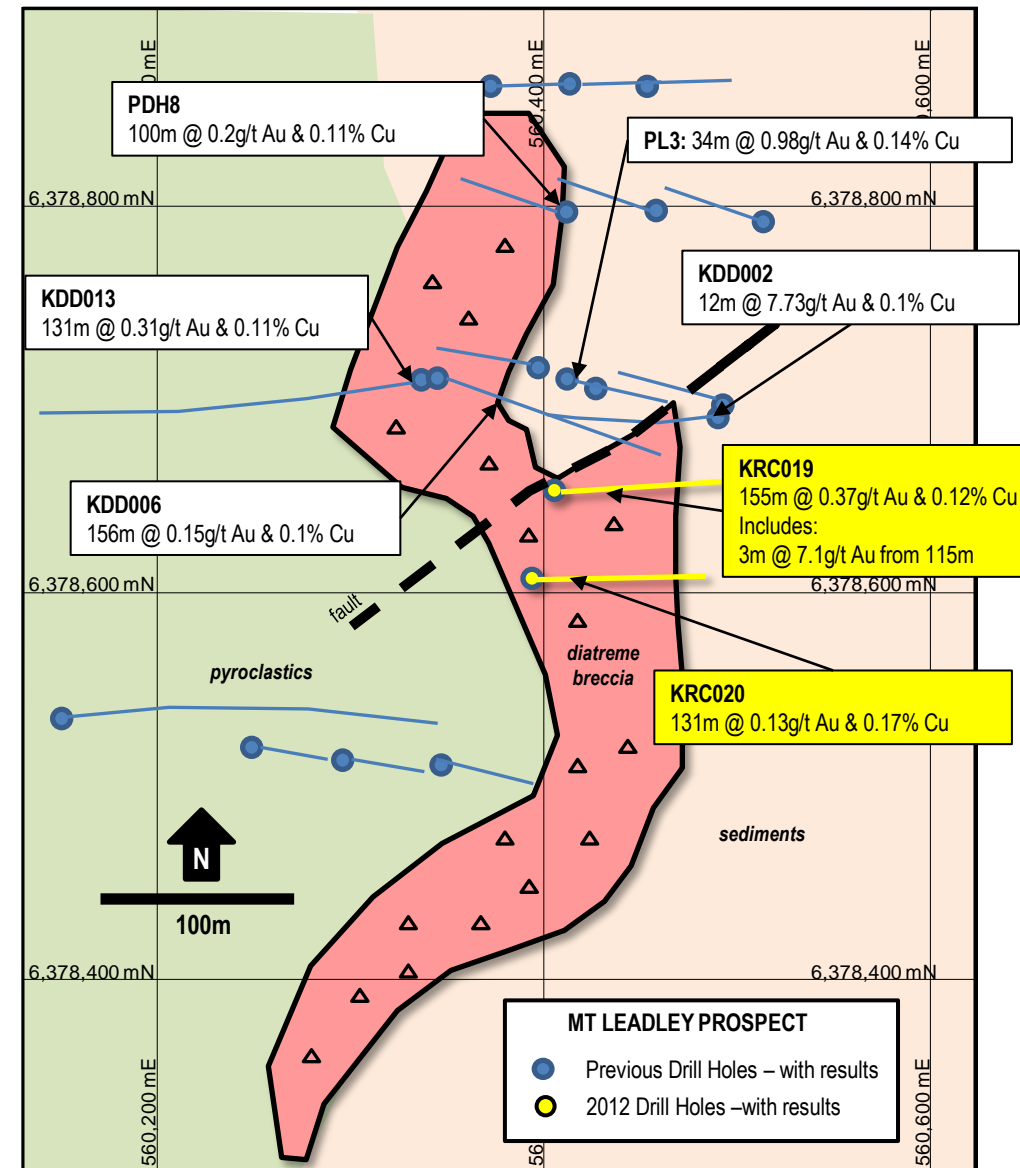 560,400 mE
PDH8
100m @ 0.2g/t Au & 0.11% Cu
PL3: 34m @ 0.98g/t Au & 0.14% Cu
6,378,800 mN
6,378,800 mN
KDD002
12m @ 7.73g/t Au & 0.1% Cu
KDD013
131m @ 0.31g/t Au & 0.11% Cu
KRC019
155m @ 0.37g/t Au & 0.12% Cu
Includes:
3m @ 7.1g/t Au from 115m
KDD006
156m @ 0.15g/t Au & 0.1% Cu
6,378,600 mN
6,378,600 mN
fault
pyroclastics
diatreme
breccia
KRC020
131m @ 0.13g/t Au & 0.17% Cu
sediments
N
100m
6,378,400 mN
6,378,400 mN
MT LEADLEY PROSPECT
Previous Drill Holes – with results
2012 Drill Holes –with results
560,200 mE
560,600 mE